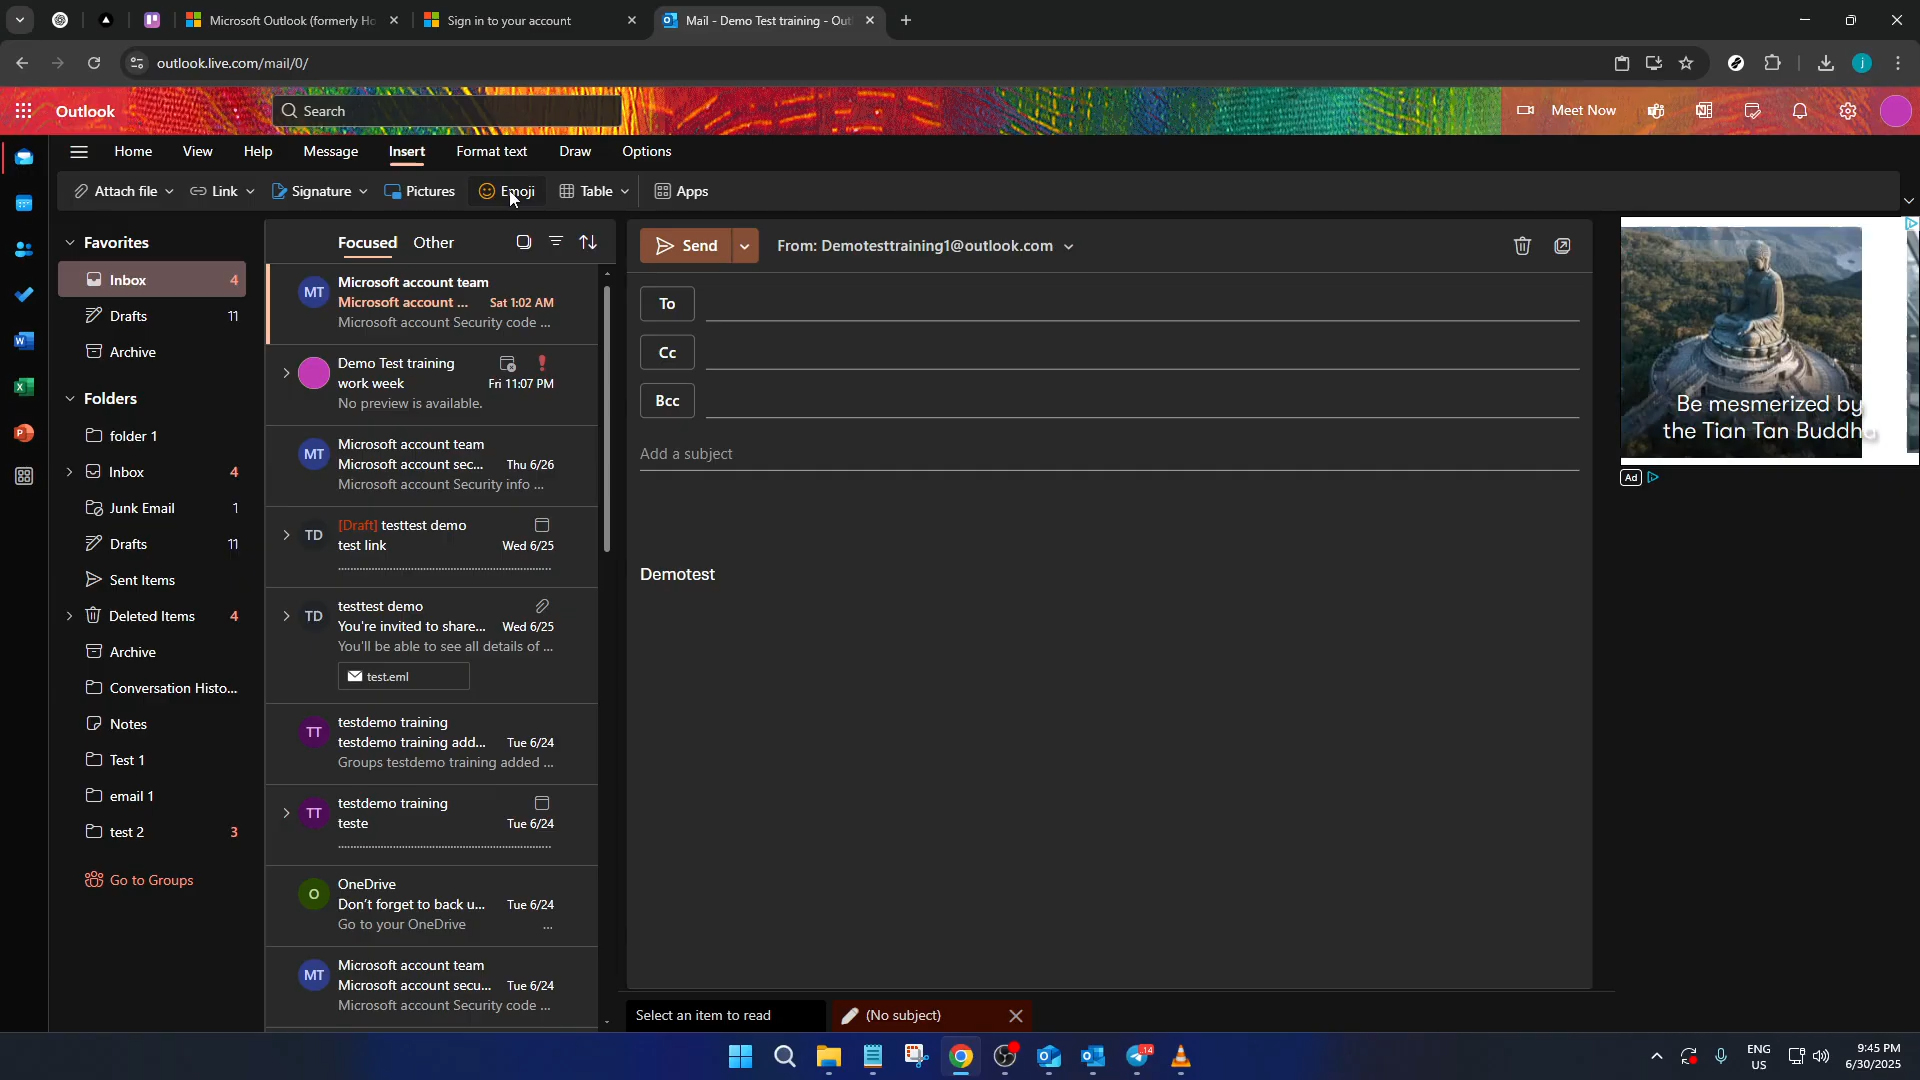 Microsoft Outlook (formerly Ho
Sign in to your account
Mail - Demo Test training - Out
outlook.live.com/mail/0/
Outlook
Search
Meet Now
Home
View
Help
Message
Insert
Format text
Draw
Options
Attach file
Link
Signature
Pictures
Emoji
Table
Apps
Favorites
Inbox 4
Drafts 11
Archive
Folders
folder 1
Inbox 4
Junk Email 1
Drafts 11
Sent Items
Deleted Items 4
Archive
Conversation Histo...
Notes
Test 1
email 1
test 2 3
Go to Groups
Focused Other
MT
Microsoft account team
Microsoft account ... Sat 1:02 AM
Microsoft account Security code ...
Demo Test training
work week Fri 11:07 PM
No preview is available.
MT
Microsoft account team
Microsoft account sec... Thu 6/26
Microsoft account Security info ...
TD
[Draft] testtest demo
test link Wed 6/25
TD
testtest demo
You're invited to share... Wed 6/25
You'll be able to see all details of ...
test.eml
TT
testdemo training
testdemo training add... Tue 6/24
Groups testdemo training added ...
TT
testdemo training
teste Tue 6/24
O
OneDrive
Don't forget to back u... Tue 6/24
Go to your OneDrive ...
MT
Microsoft account team
Microsoft account secu... Tue 6/24
Microsoft account Security code ...
Send
From: Demotesttraining1@outlook.com
To
Cc
Bcc
Add a subject
Demotest
Select an item to read
(No subject)
Be mesmerized by
the Tian Tan Buddha
Ad
14
ENG
US
9:45 PM
6/30/2025